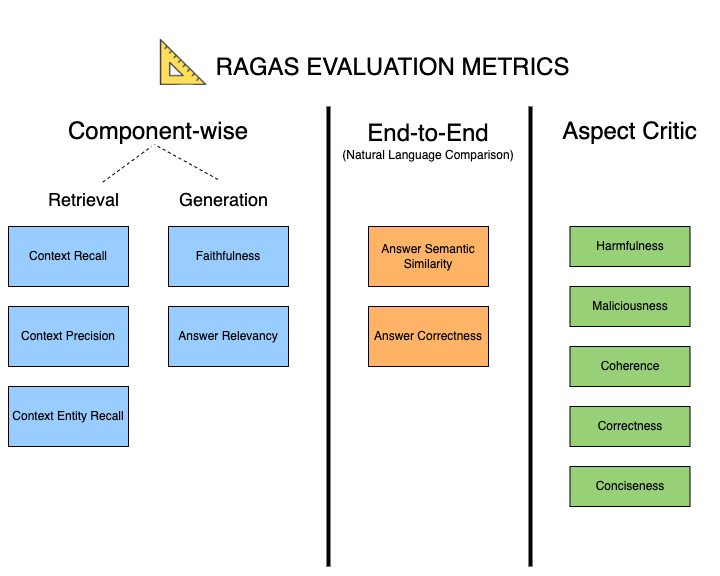 RAGAS EVALUATION METRICS
Component-wise
Retrieval
Generation
Context Recall
Faithfulness
Context Precision
Answer Relevancy
Context Entity Recall
End-to-End
(Natural Language Comparison)
Answer Semantic
Similarity
Answer Correctness
Aspect Critic
Harmfulness
Maliciousness
Coherence
Correctness
Conciseness